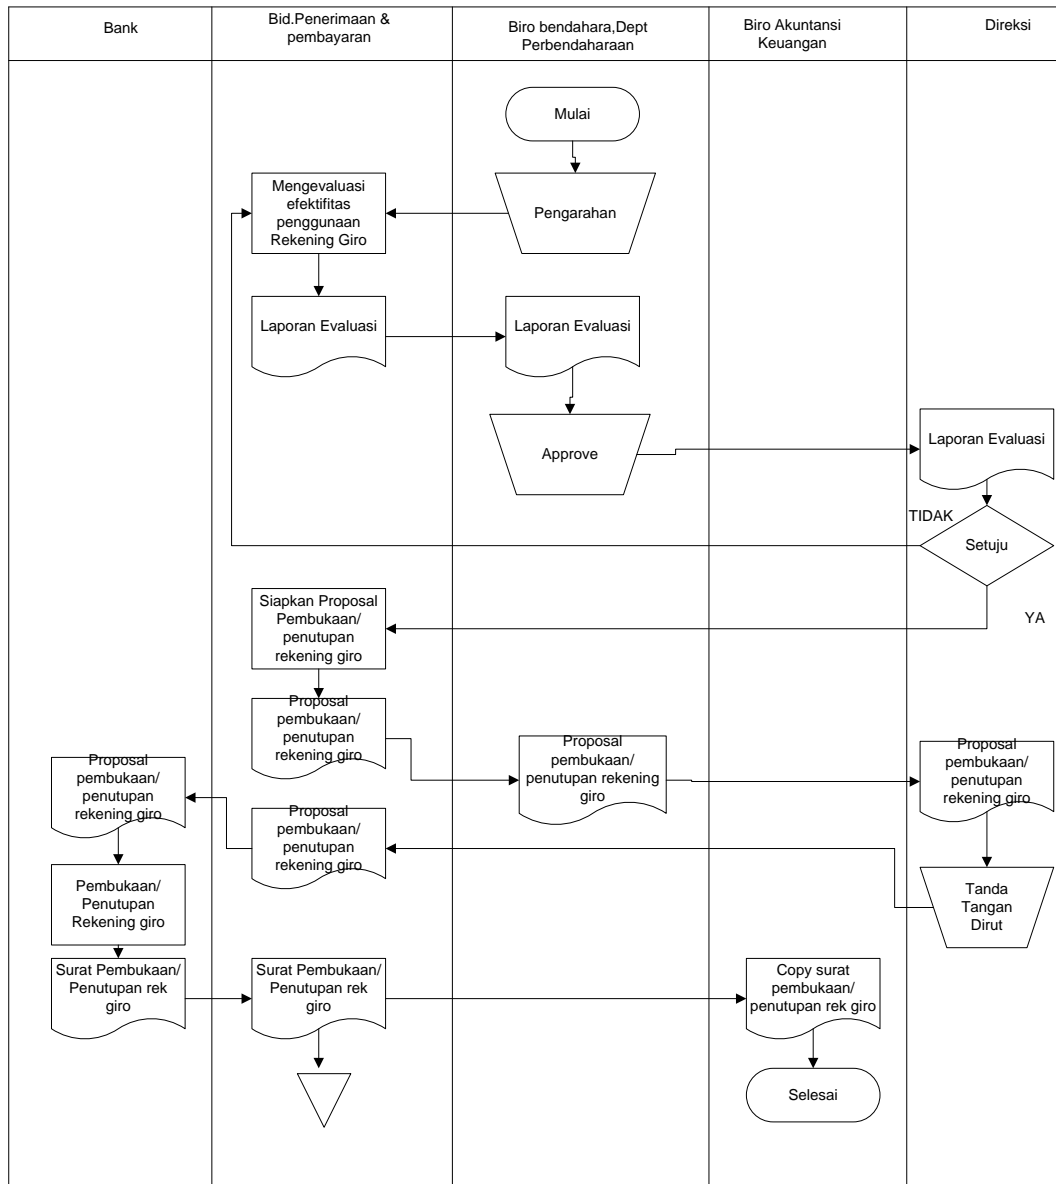 Bank
Bid.Penerimaan &
pembayaran
Biro bendahara,Dept
Perbendaharaan
Biro Akuntansi
Keuangan
Direksi
Mulai
Mengevaluasi
efektifitas
penggunaan
Rekening Giro
Pengarahan
Laporan Evaluasi
Laporan Evaluasi
Approve
Laporan Evaluasi
TIDAK
Setuju
YA
Siapkan Proposal
Pembukaan/
penutupan
rekening giro
Proposal
pembukaan/
penutupan
rekening giro
Proposal
pembukaan/
penutupan rekening
giro
Proposal
pembukaan/
penutupan
rekening giro
Proposal
pembukaan/
penutupan
rekening giro
Proposal
pembukaan/
penutupan
rekening giro
Pembukaan/
Penutupan
Rekening giro
Tanda
Tangan
Dirut
Surat Pembukaan/
Penutupan rek
giro
Surat Pembukaan/
Penutupan rek
giro
Copy surat
pembukaan/
penutupan rek giro
Selesai